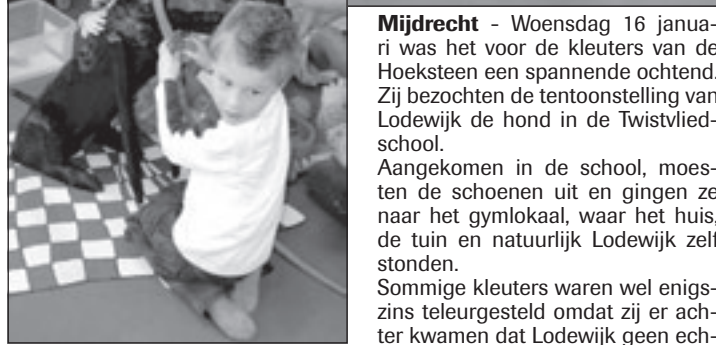 Mijdrecht - Woensdag 16 janua-
ri was het voor de kleuters van de
Hoeksteen een spannende ochtend.
Zij bezochten de tentoonstelling van
Lodewijk de hond in de Twistvlied-
school.
Aangekomen in de school, moes-
ten de schoenen uit en gingen ze
naar het gymlokaal, waar het huis,
de tuin en natuurlijk Lodewijk zelf
stonden.
Sommige kleuters waren wel enigs-
zins teleurgesteld omdat zij er ach-
ter kwamen dat Lodewijk geen ech-